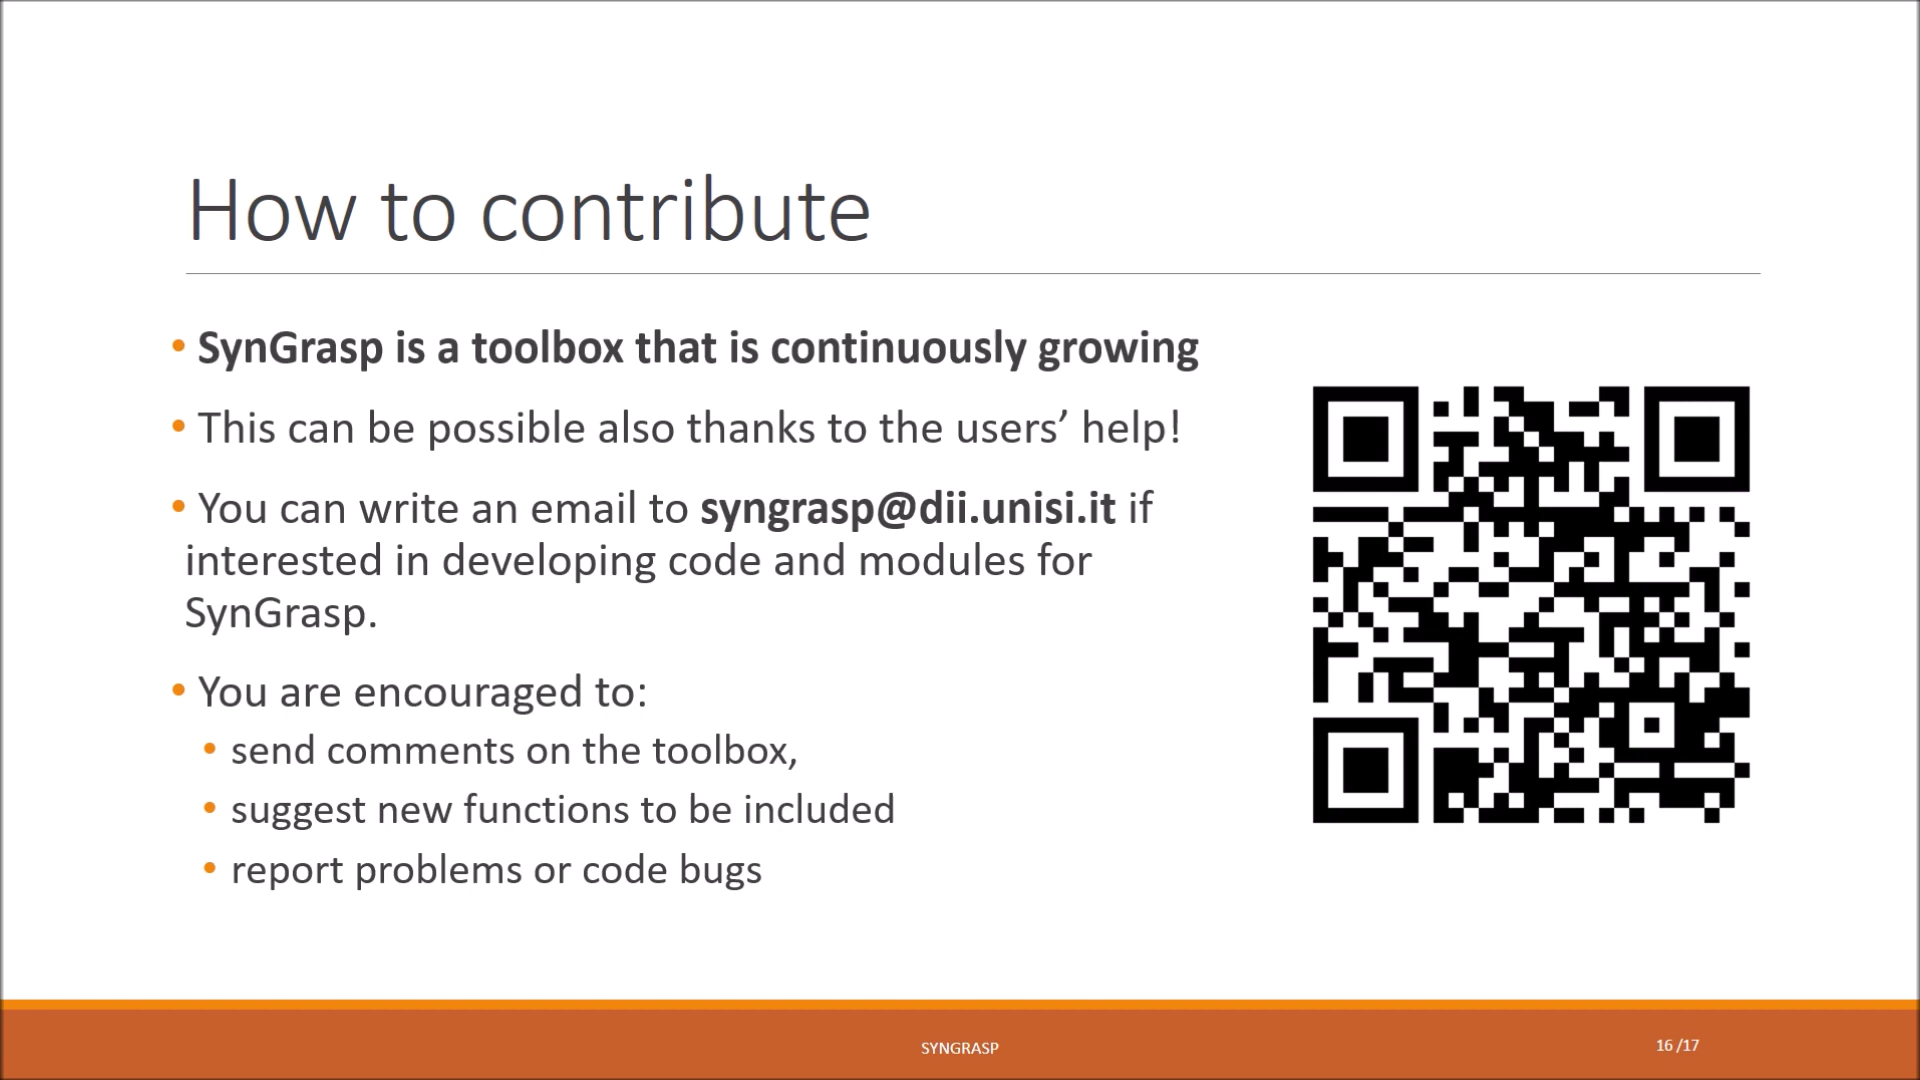 How to contribute
• SynGrasp is a toolbox that is continuously growing
• This can be possible also thanks to the users’ help!
• You can write an email to syngrasp@dii.unisi.it if
interested in developing code and modules for
SynGrasp.
• You are encouraged to:
• send comments on the toolbox,
• suggest new functions to be included
• report problems or code bugs
SYNGRASP
16 /17